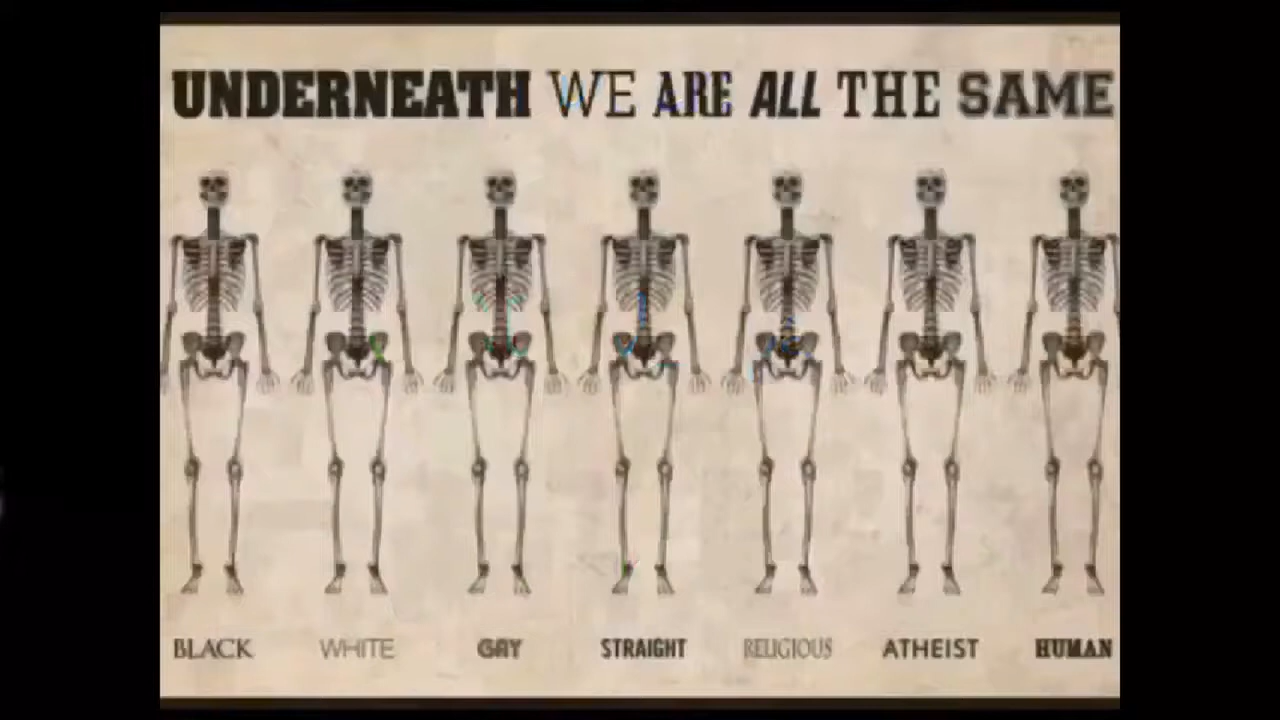 UNDERNEATH WE ARE ALL THE SAME
BLACK WHITE GAY STRAIGHT RELIGIOUS ATHEIST HUMAN